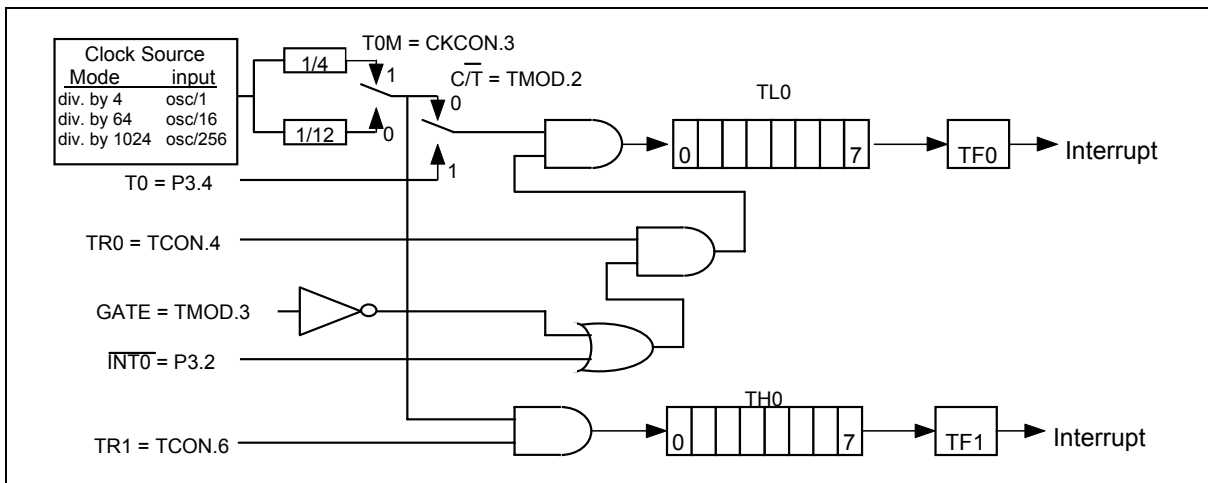 Clock Source
Mode input
div. by 4 osc/1
div. by 64 osc/16
div. by 1024 osc/256
1/4
1/12
T0M = CKCON.3
1
0
C/T̅ = TMOD.2
0
1
T0 = P3.4
TL0
0 7
TF0
Interrupt
TR0 = TCON.4
GATE = TMOD.3
I̅N̅T̅0̅ = P3.2
TR1 = TCON.6
TH0
0 7
TF1
Interrupt